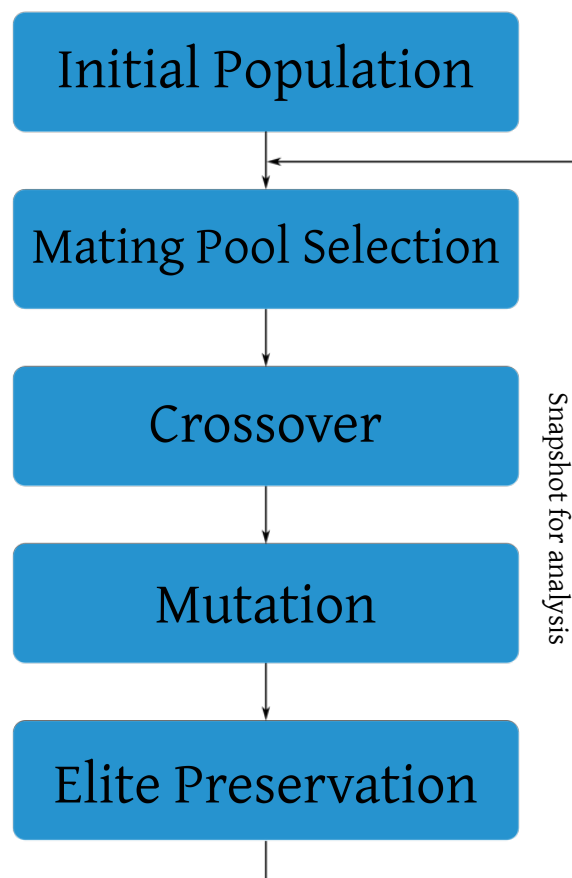 Initial Population
Mating Pool Selection
Crossover
Mutation
Elite Preservation
Snapshot for analysis